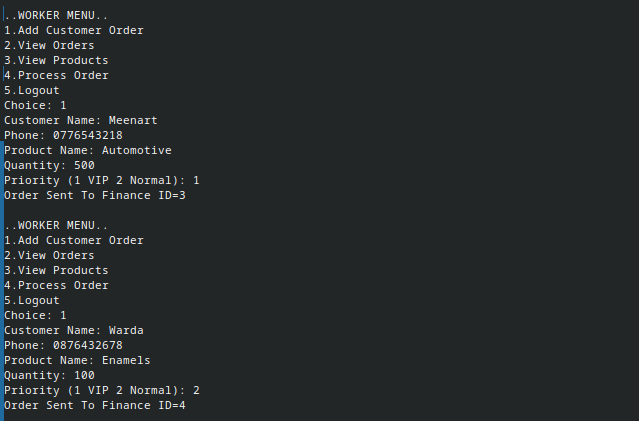 ..WORKER MENU..
1.Add Customer Order
2.View Orders
3.View Products
4.Process Order
5.Logout
Choice: 1
Customer Name: Meenart
Phone: 0776543218
Product Name: Automotive
Quantity: 500
Priority (1 VIP 2 Normal): 1
Order Sent To Finance ID=3

..WORKER MENU..
1.Add Customer Order
2.View Orders
3.View Products
4.Process Order
5.Logout
Choice: 1
Customer Name: Warda
Phone: 0876432678
Product Name: Enamels
Quantity: 100
Priority (1 VIP 2 Normal): 2
Order Sent To Finance ID=4